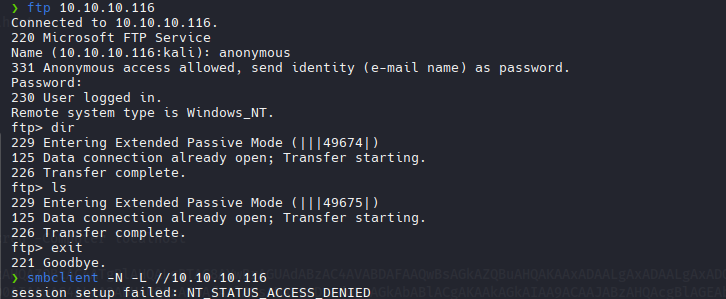 ❯ ftp 10.10.10.116
Connected to 10.10.10.116.
220 Microsoft FTP Service
Name (10.10.10.116:kali): anonymous
331 Anonymous access allowed, send identity (e-mail name) as password.
Password:
230 User logged in.
Remote system type is Windows_NT.
ftp> dir
229 Entering Extended Passive Mode (|||49674|)
125 Data connection already open; Transfer starting.
226 Transfer complete.
ftp> ls
229 Entering Extended Passive Mode (|||49675|)
125 Data connection already open; Transfer starting.
226 Transfer complete.
ftp> exit
221 Goodbye.
❯ smbclient -N -L //10.10.10.116
session setup failed: NT_STATUS_ACCESS_DENIED